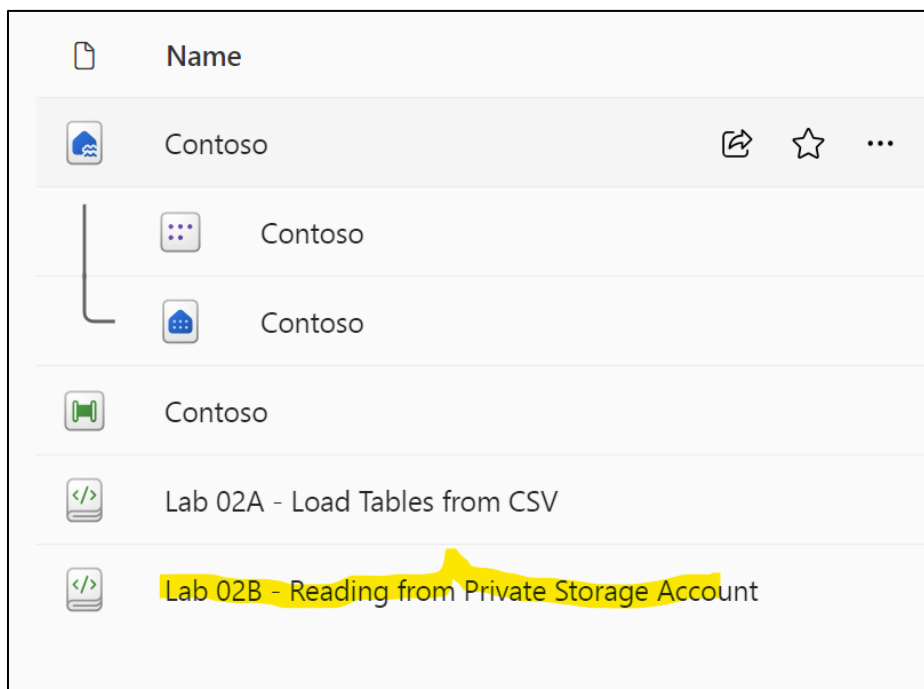 Name
Contoso
Contoso
Contoso
Contoso
Lab 02A - Load Tables from CSV
Lab 02B - Reading from Private Storage Account